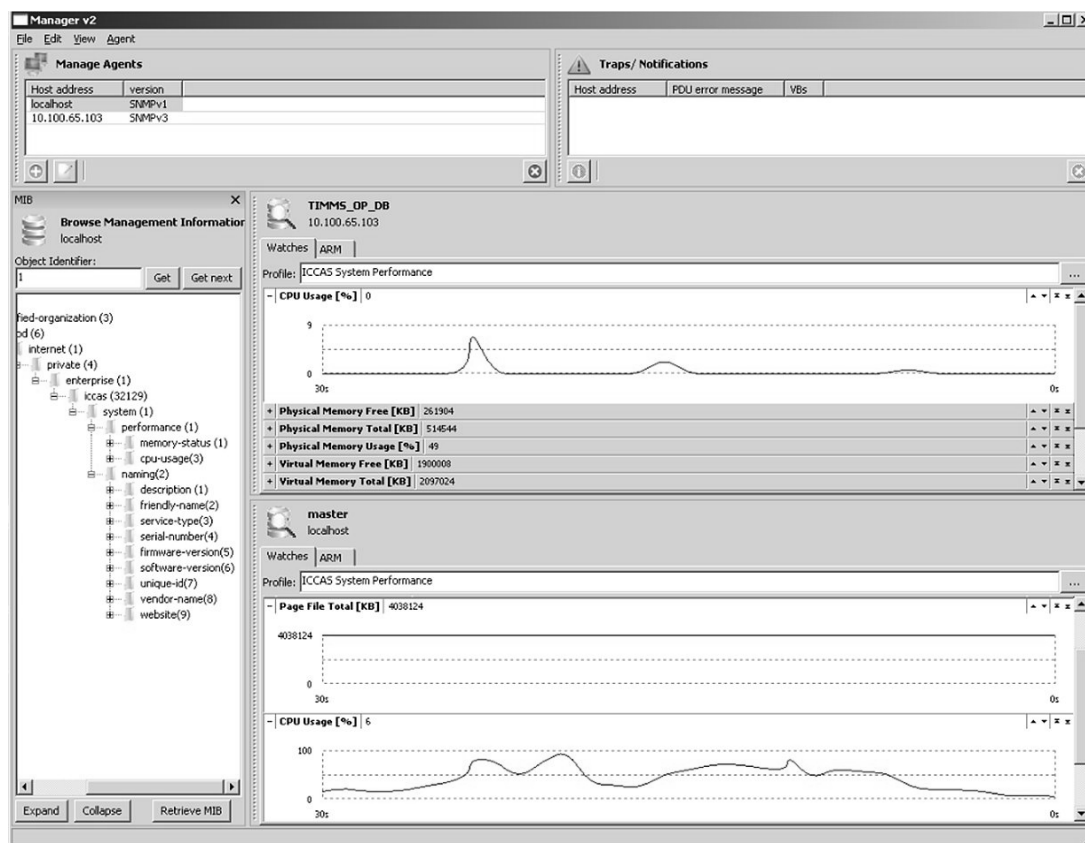 Manager v2
File Edit View Agent
Manage Agents
Host address version
localhost SNMPv1
10.100.65.103 SNMPv3
Traps/Notifications
Host address PDU error message VBs
MIB
Browse Management Information
localhost
Object Identifier:
1 Get Get next
fied-organization (3)
od (6)
internet (1)
private (4)
enterprise (1)
iccas (32129)
system (1)
performance (1)
memory-status (1)
cpu-usage(3)
naming(2)
description (1)
friendly-name(2)
service-type(3)
serial-number(4)
firmware-version(5)
software-version(6)
unique-id(7)
vendor-name(8)
website(9)
Expand Collapse Retrieve MIB
TIMMS_OP_DB
10.100.65.103
Watches ARM
Profile: ICCAS System Performance ...
CPU Usage [%] 0
9
0
30s 0s
Physical Memory Free [KB] 261904
Physical Memory Total [KB] 514544
Physical Memory Usage [%] 49
Virtual Memory Free [KB] 1900008
Virtual Memory Total [KB] 2097024
master
localhost
Watches ARM
Profile: ICCAS System Performance ...
Page File Total [KB] 4038124
4038124
0
30s 0s
CPU Usage [%] 6
100
0
30s 0s